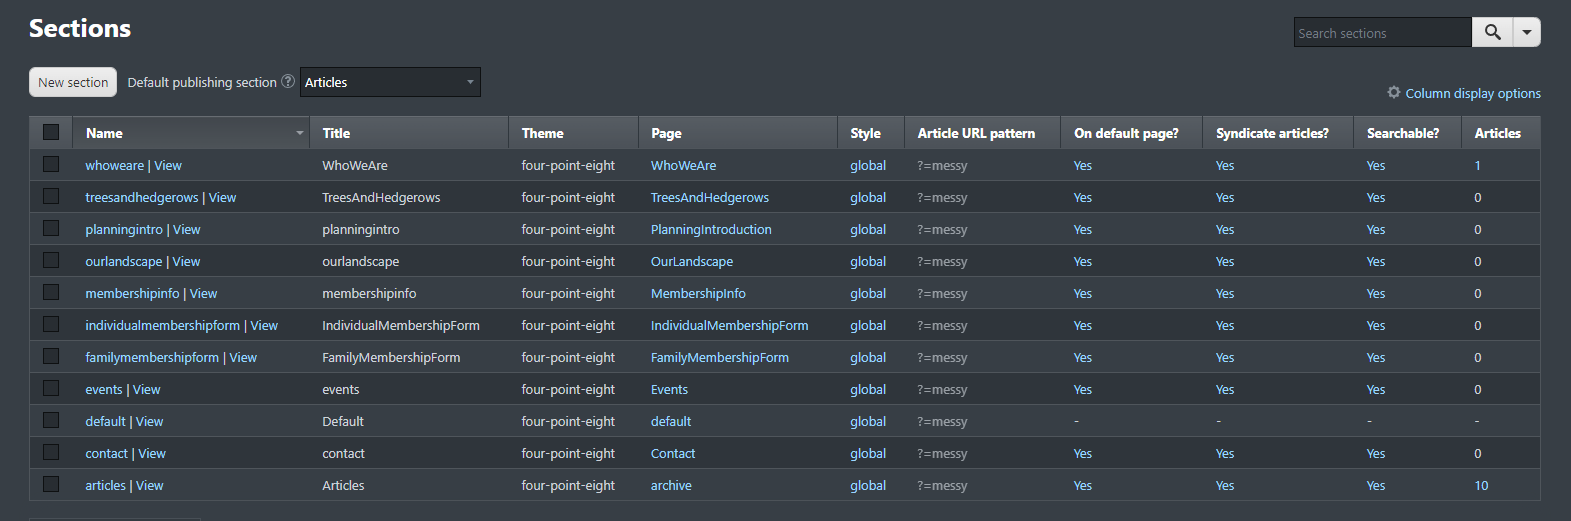 Sections
Search sections
New section Default publishing section ? Articles
Column display options
Name Title Theme Page Style Article URL pattern On default page? Syndicate articles? Searchable? Articles
whoweare | View WhoWeAre four-point-eight WhoWeAre global ?=messy Yes Yes Yes 1
treesandhedgerows | View TreesAndHedgerows four-point-eight TreesAndHedgerows global ?=messy Yes Yes Yes 0
planningintro | View planningintro four-point-eight PlanningIntroduction global ?=messy Yes Yes Yes 0
ourlandscape | View ourlandscape four-point-eight OurLandscape global ?=messy Yes Yes Yes 0
membershipinfo | View membershipinfo four-point-eight MembershipInfo global ?=messy Yes Yes Yes 0
individualmembershipform | View IndividualMembershipForm four-point-eight IndividualMembershipForm global ?=messy Yes Yes Yes 0
familymembershipform | View FamilyMembershipForm four-point-eight FamilyMembershipForm global ?=messy Yes Yes Yes 0
events | View events four-point-eight Events global ?=messy Yes Yes Yes 0
default | View Default four-point-eight default global ?=messy - - - -
contact | View contact four-point-eight Contact global ?=messy Yes Yes Yes 0
articles | View Articles four-point-eight archive global ?=messy Yes Yes Yes 10